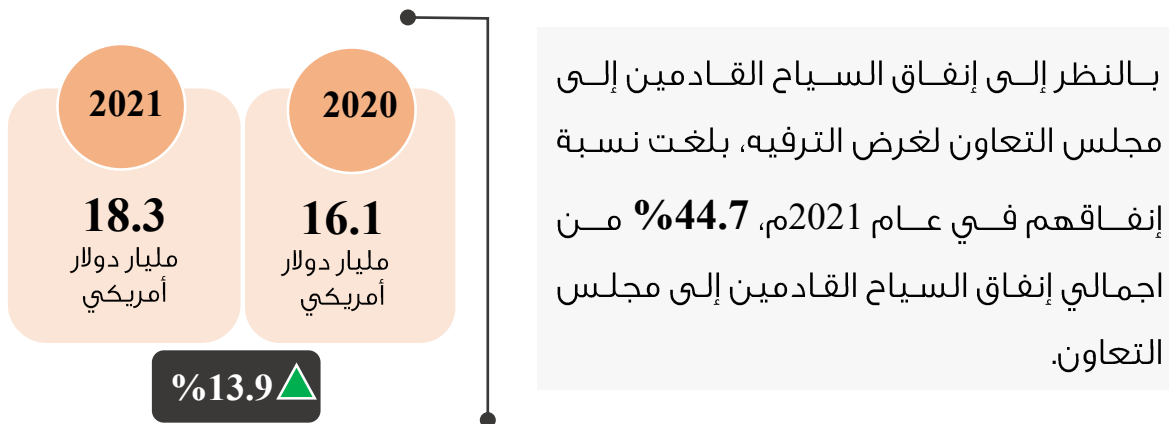 بالنظر إلى إنفاق السياح القادمين إلى
مجلس التعاون لغرض الترفيه، بلغت نسبة
إنفاقهم في عام 2021م، 44.7% من
اجمالي إنفاق السياح القادمين إلى مجلس
التعاون.
2020
16.1
مليار دولار
أمريكي
2021
18.3
مليار دولار
أمريكي
%13.9